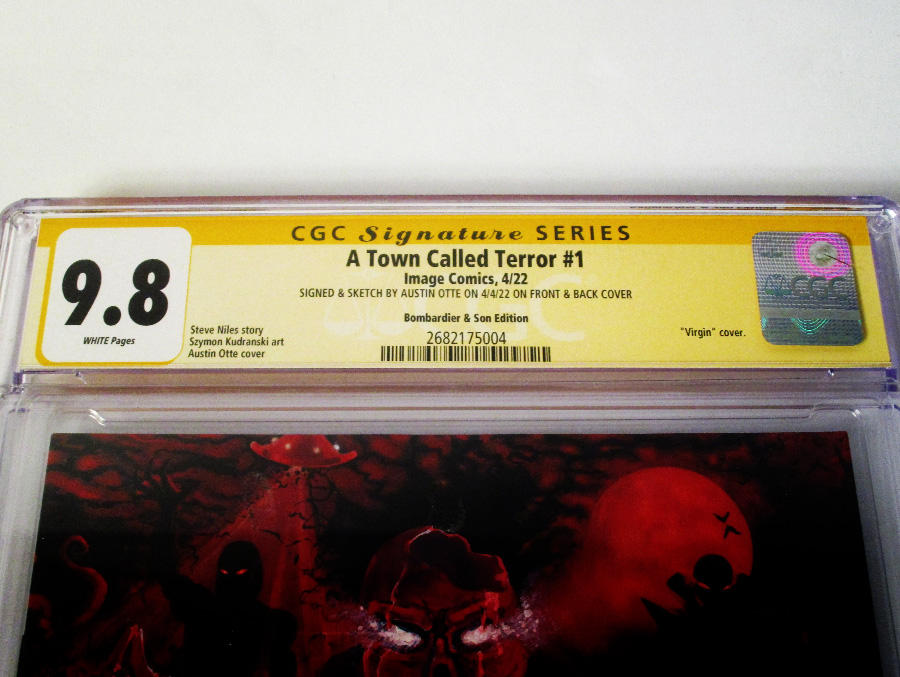 CGC Signature SERIES
A Town Called Terror #1
Image Comics, 4/22
SIGNED & SKETCH BY AUSTIN OTTE ON 4/4/22 ON FRONT & BACK COVER
Bombardier & Son Edition
2682175004
9.8
WHITE Pages
Steve Niles story
Szymon Kudranski art
Austin Otte cover
"Virgin" cover.
CGC